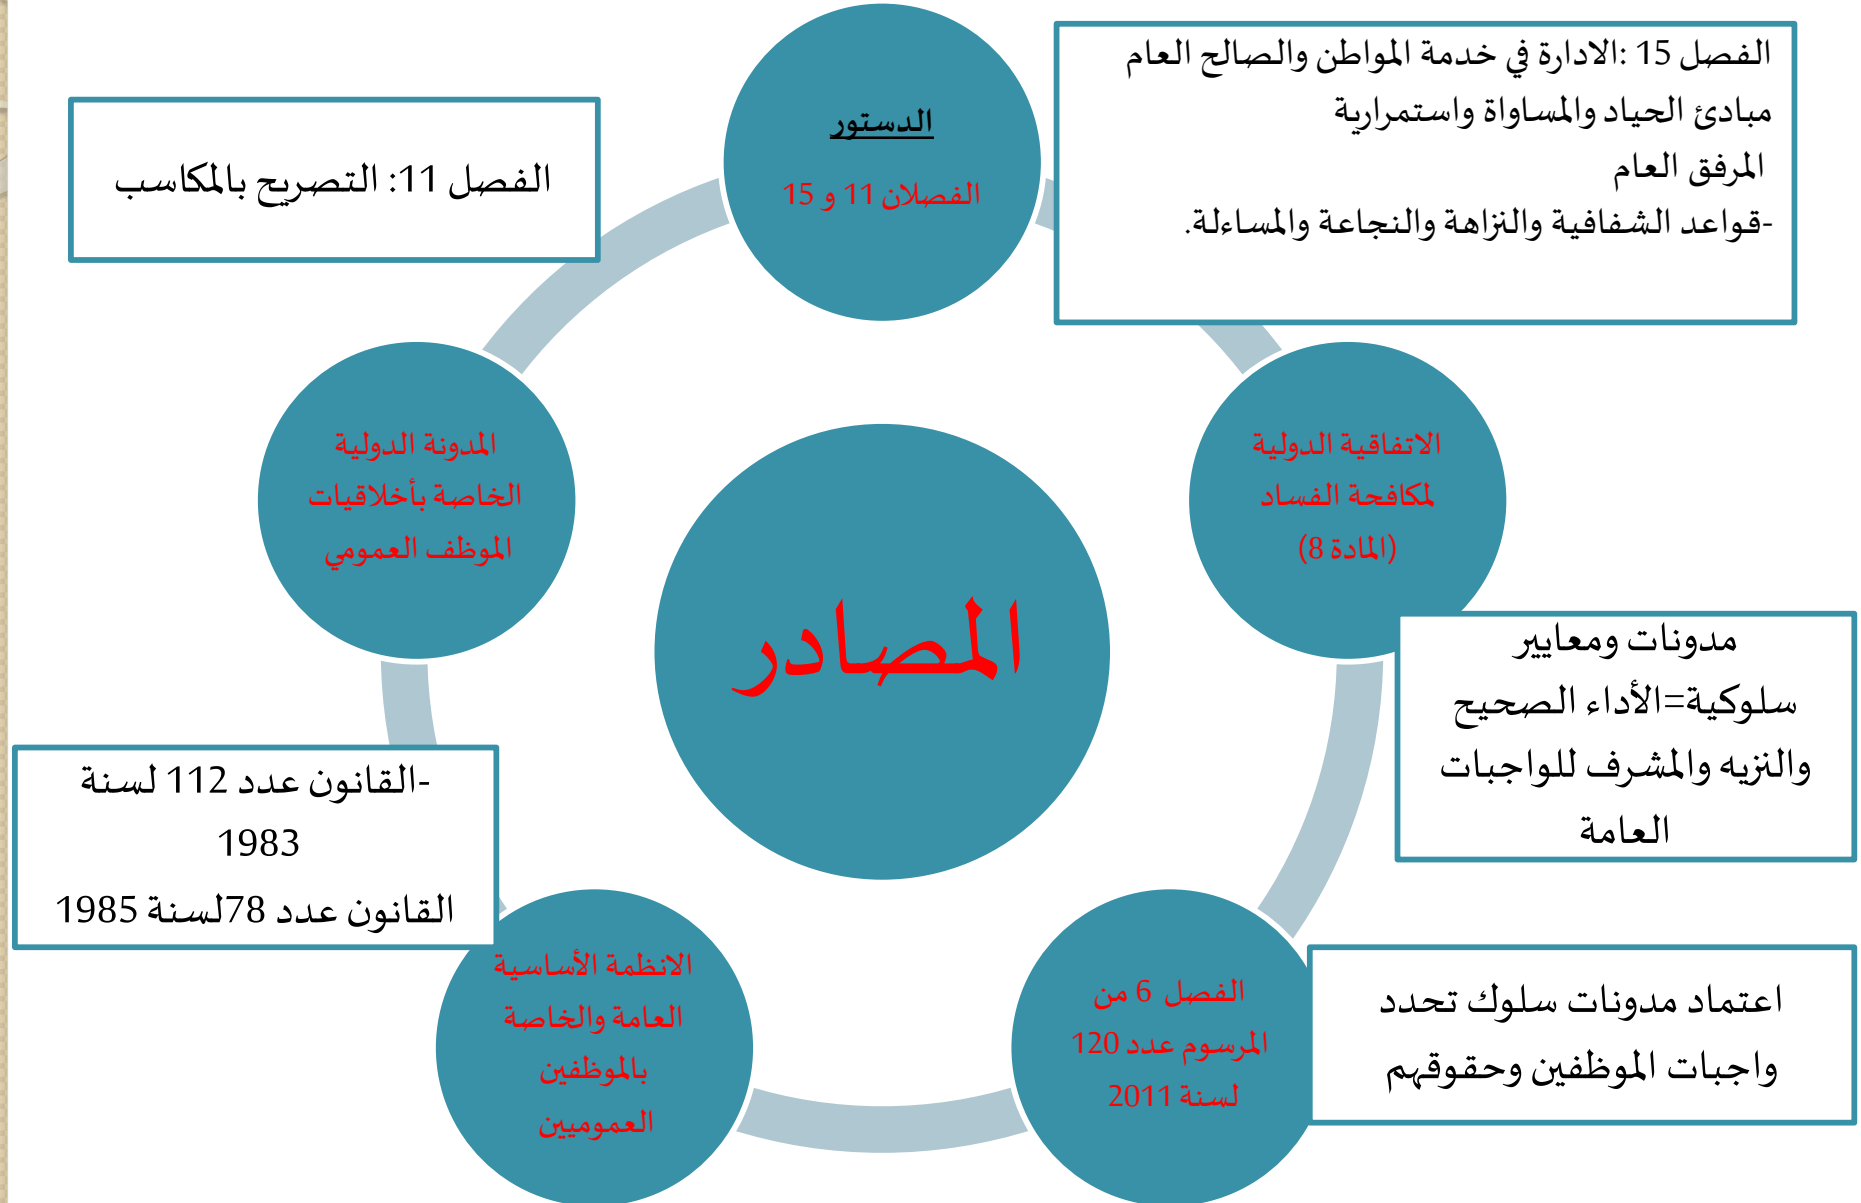 الدستور
الفصلان 11 و 15
الفصل 15 :الادارة في خدمة المواطن والصالح العام
مبادئ الحياد والمساواة واستمرارية
المرفق العام
-قواعد الشفافية والنزاهة والنجاعة والمساءلة.
الفصل 11: التصريح بالمكاسب
الاتفاقية الدولية
لمكافحة الفساد
(المادة 8)
مدونات ومعايير
سلوكية=الأداء الصحيح
والنزيه والمشرف للواجبات
العامة
المدونة الدولية
الخاصة بأخلاقيات
الموظف العمومي
المصادر
الفصل 6 من
المرسوم عدد 120
لسنة 2011
اعتماد مدونات سلوك تحدد
واجبات الموظفين وحقوقهم
-القانون عدد 112 لسنة
1983
القانون عدد 78لسنة 1985
الانظمة الأساسية
العامة والخاصة
بالموظفين
العموميين